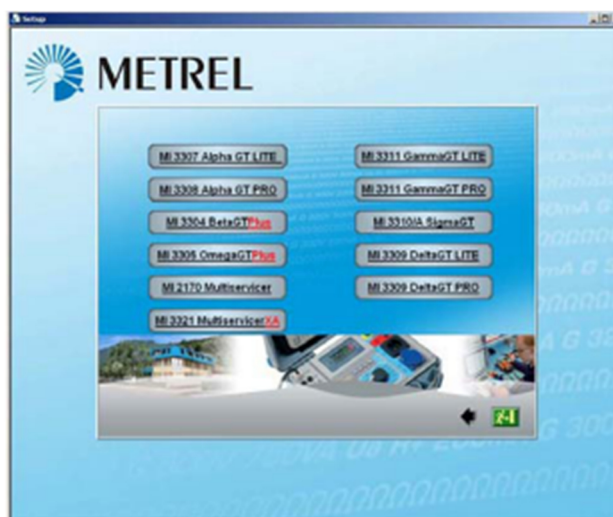 Setup
METREL
MI 3307 Alpha GT LITE
MI 3308 Alpha GT PRO
MI 3304 BetaGTPlus
MI 3305 OmegaGTPlus
MI 2170 Multiservicer
MI 3321 MultiservicerXA
MI 3311 GammaGT LITE
MI 3311 GammaGT PRO
MI 3310/A SigmaGT
MI 3309 DeltaGT LITE
MI 3309 DeltaGT PRO